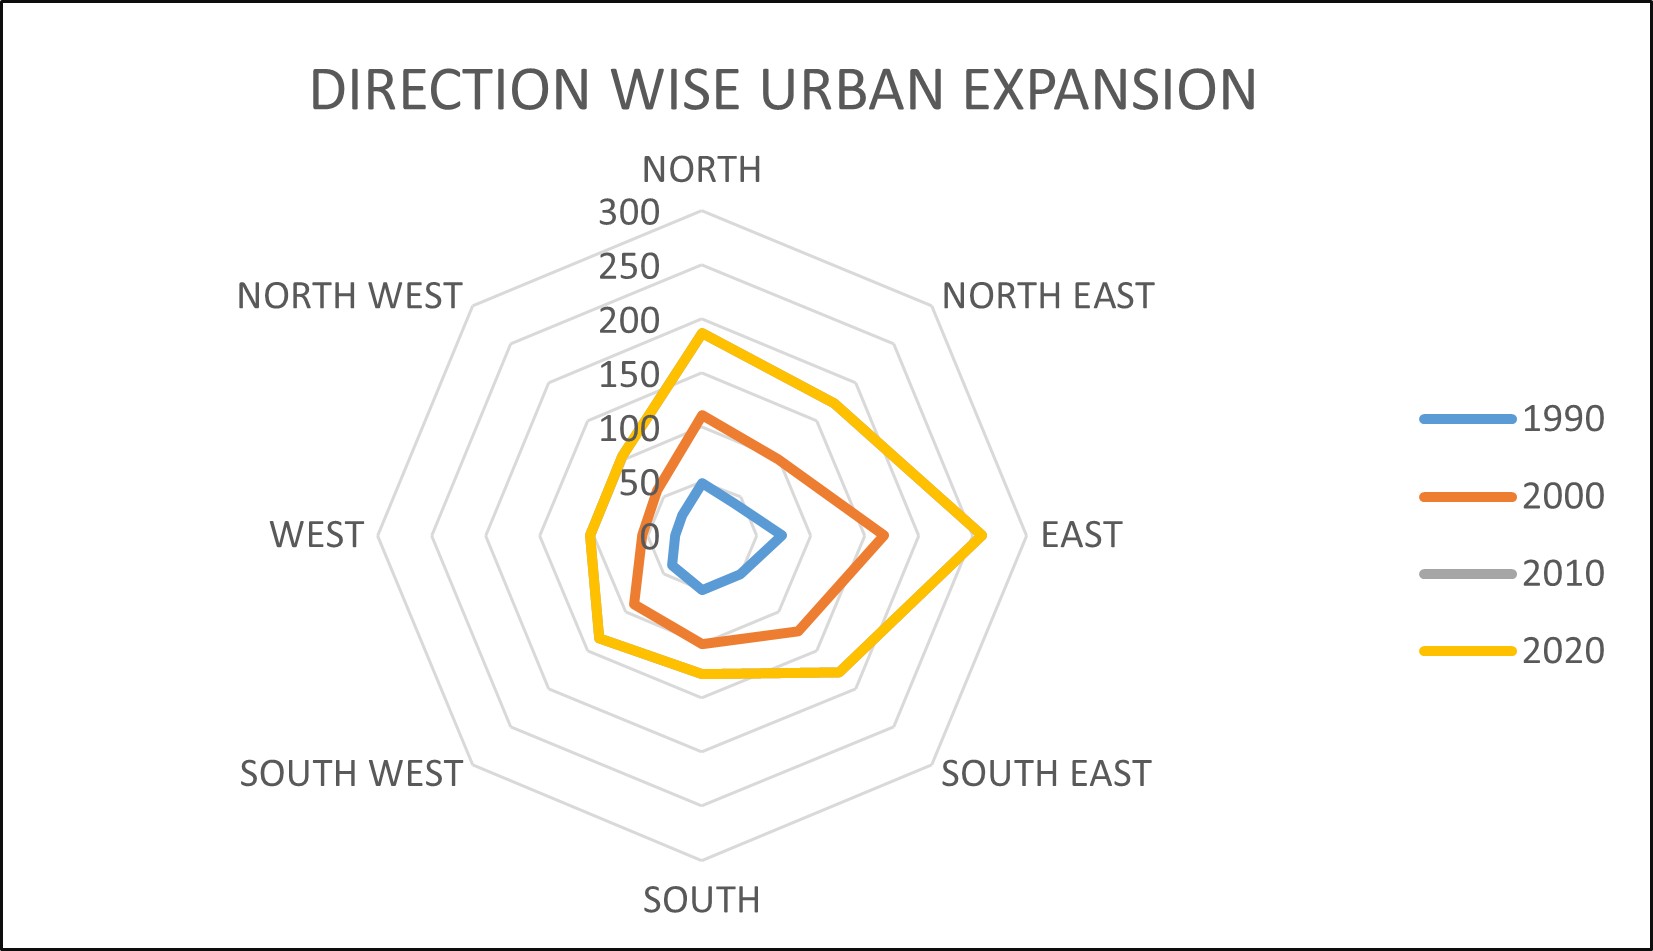 DIRECTION WISE URBAN EXPANSION
NORTH
300
250
200
150
100
50
0
NORTH WEST
NORTH EAST
WEST
EAST
SOUTH WEST
SOUTH EAST
SOUTH
1990
2000
2010
2020